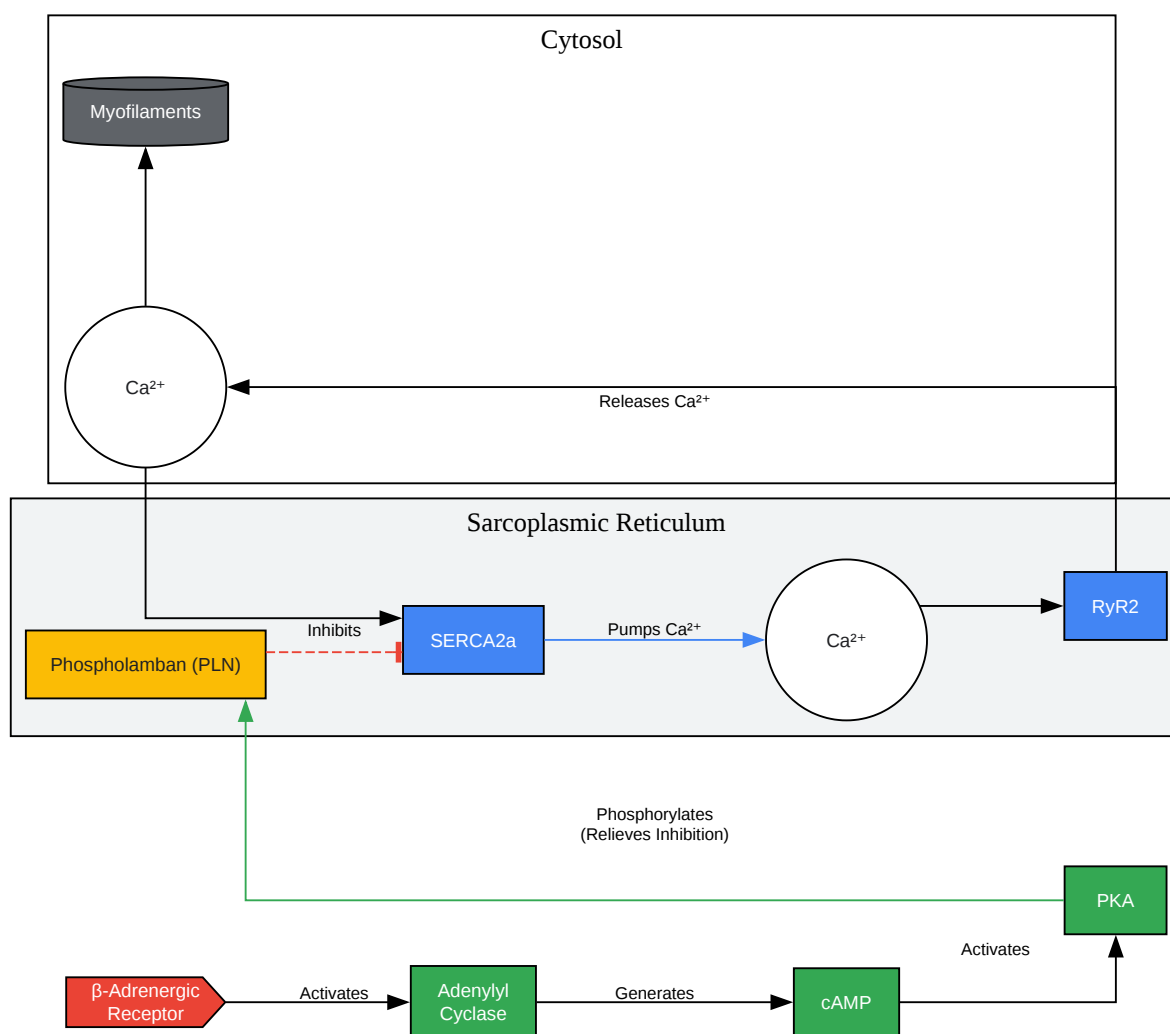 Cytosol
Myofilaments
Ca²⁺
Releases Ca²⁺
Sarcoplasmic Reticulum
RyR2
Inhibits
SERCA2a
Pumps Ca²⁺
Ca²⁺
Phospholamban (PLN)
Phosphorylates
(Relieves Inhibition)
PKA
Activates
β-Adrenergic
Receptor
Activates
Adenylyl
Cyclase
Generates
cAMP